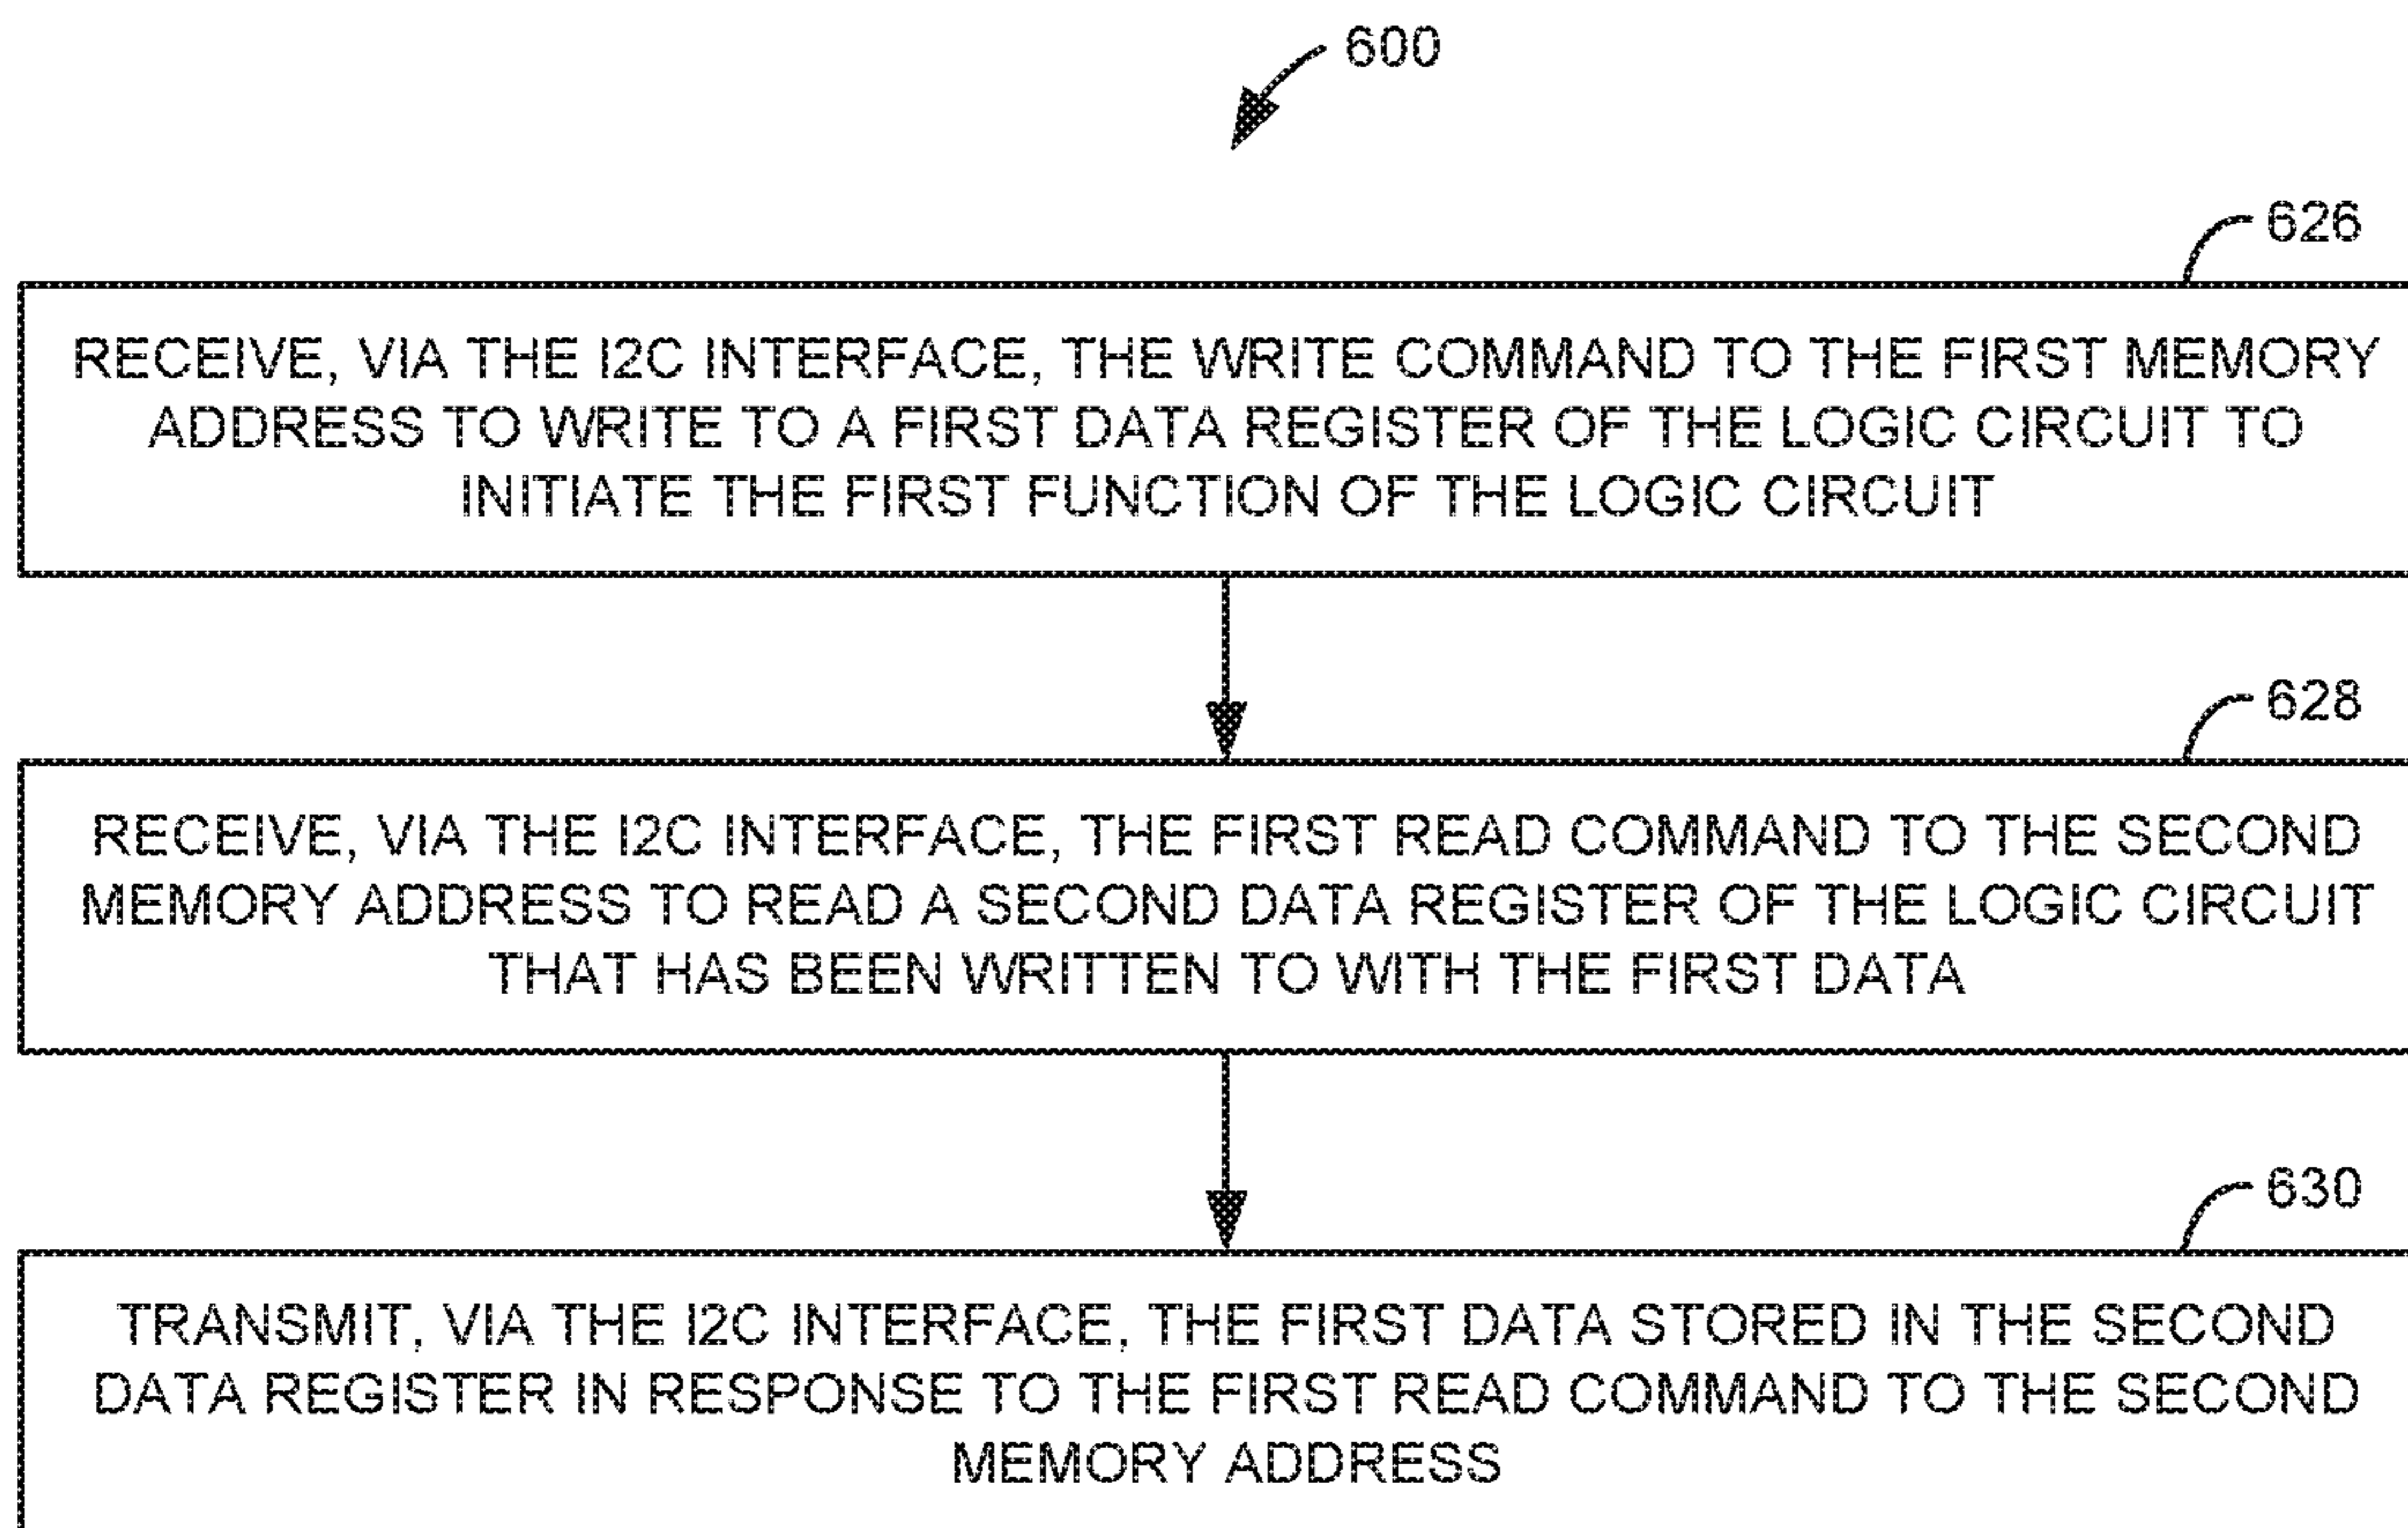 600
626
RECEIVE, VIA THE I2C INTERFACE, THE WRITE COMMAND TO THE FIRST MEMORY
ADDRESS TO WRITE TO A FIRST DATA REGISTER OF THE LOGIC CIRCUIT TO
INITIATE THE FIRST FUNCTION OF THE LOGIC CIRCUIT
628
RECEIVE, VIA THE I2C INTERFACE, THE FIRST READ COMMAND TO THE SECOND
MEMORY ADDRESS TO READ A SECOND DATA REGISTER OF THE LOGIC CIRCUIT
THAT HAS BEEN WRITTEN TO WITH THE FIRST DATA
630
TRANSMIT, VIA THE I2C INTERFACE, THE FIRST DATA STORED IN THE SECOND
DATA REGISTER IN RESPONSE TO THE FIRST READ COMMAND TO THE SECOND
MEMORY ADDRESS